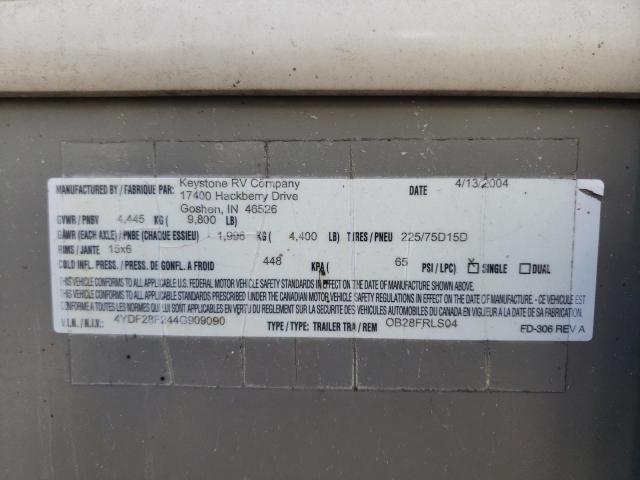 MANUFACTURED BY / FABRIQUE PAR: Keystone RV Company DATE 4/13/2004
17400 Hackberry Drive
Goshen, IN 46526
GVWR / PNBV 4,445 KG ( 9,800 LB)
GAWR (EACH AXLE) / PNBE (CHAQUE ESSIEU) 1,996 KG ( 4,400 LB) TIRES / PNEU 225/75D15D
RIMS / JANTE 15x6
COLD INFL. PRESS. / PRESS. DE GONFL. A FROID 448 KPA ( 65 PSI / LPC) X SINGLE DUAL
THIS VEHICLE CONFORMS TO ALL APPLICABLE U.S. FEDERAL MOTOR VEHICLE SAFETY STANDARDS IN EFFECT ON THE DATE OF MANUFACTURE SHOWN ABOVE.
THIS VEHICLE CONFORMS TO ALL APPLICABLE STANDARDS PRESCRIBED UNDER THE CANADIAN MOTOR VEHICLE SAFETY REGULATIONS IN EFFECT ON THE DATE OF MANUFACTURE - CE VEHICULE EST
CONFORME A TOUTES LES NORMES QUI LUI SONT APPLICABLES EN VERTU DU REGLEMENT SUR LA SECURITE DES VEHICULES AUTOMOBILES DU CANADA EN VIGUEUR A LA DATE DE SA FABRICATION.
V.I.N. / N.I.V.: 4YDF28F244G909090 TYPE / TYPE: TRAILER TRA / REM OB28FRLS04 FD-306 REV A